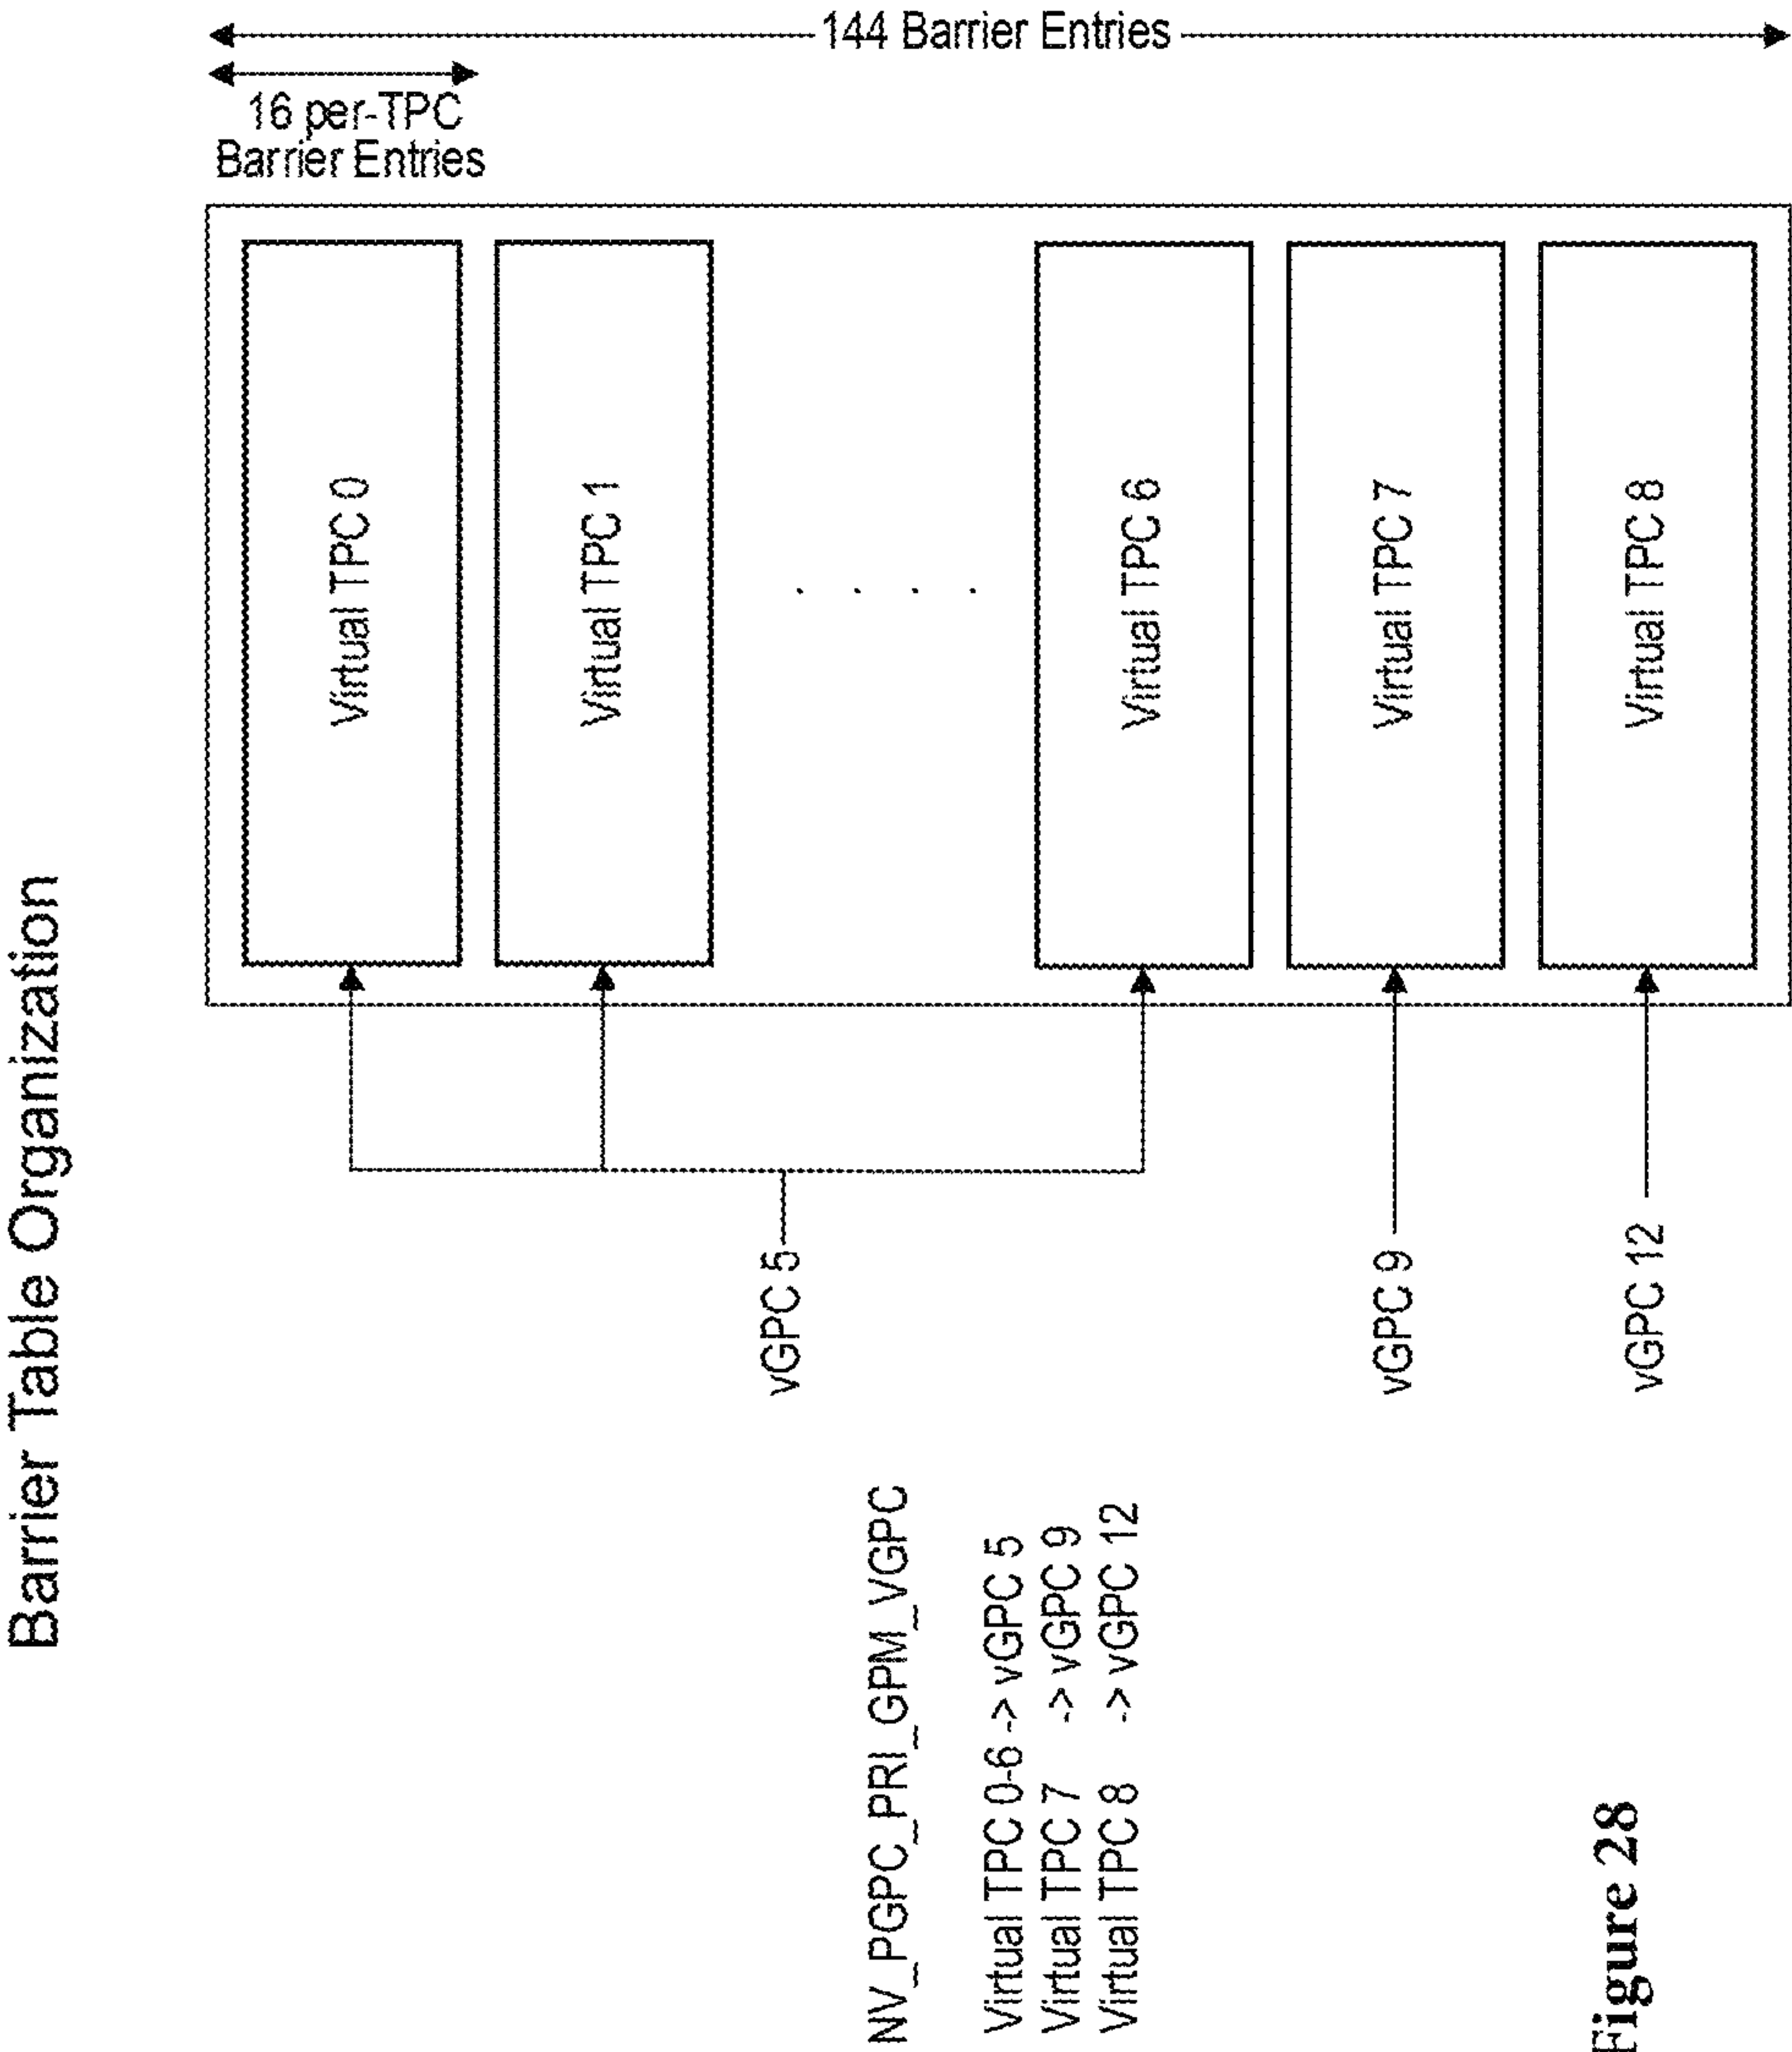 Barrier Table Organization
144 Barrier Entries
16 per-TPC
Barrier Entries
Virtual TPC 0
Virtual TPC 1
. . . .
Virtual TPC 6
Virtual TPC 7
Virtual TPC 8
vGPC 5
vGPC 9
vGPC 12
NV_PGPC_PRI_GPM_VGPC
Virtual TPC 0-6 -> vGPC 5
Virtual TPC 7 -> vGPC 9
Virtual TPC 8 -> vGPC 12
Figure 28